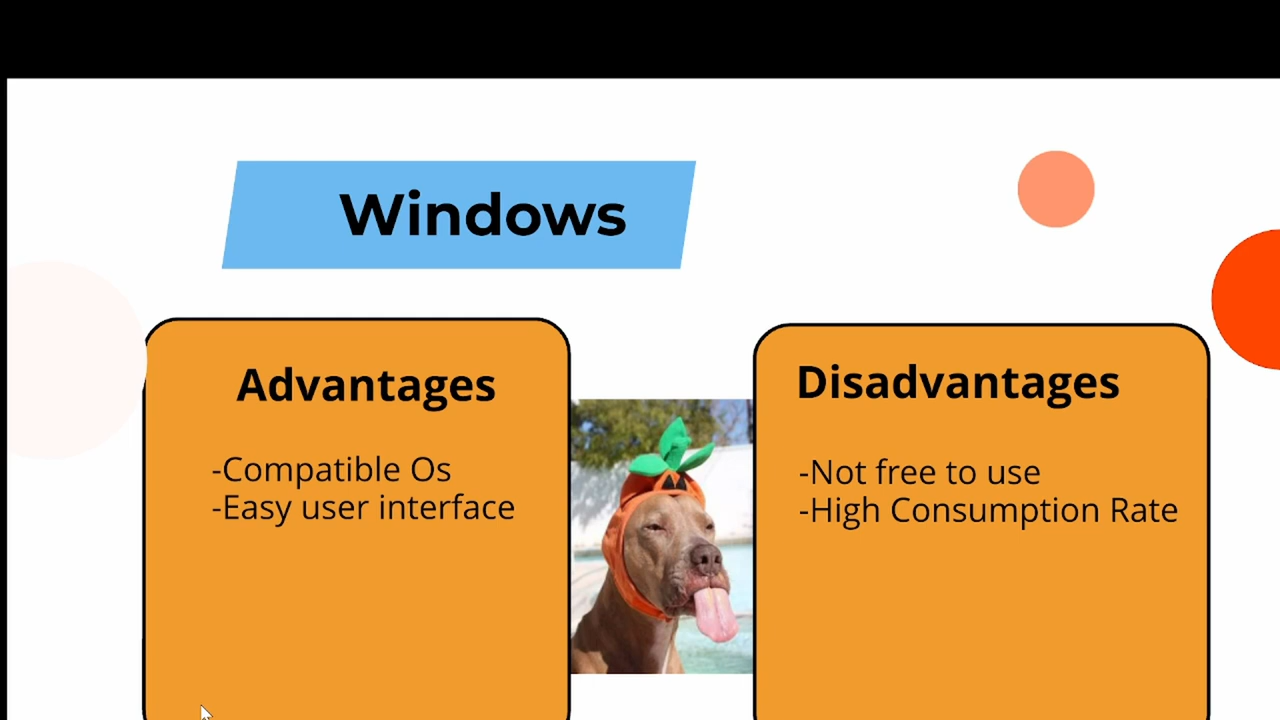 Windows
Advantages
-Compatible Os
-Easy user interface
Disadvantages
-Not free to use
-High Consumption Rate